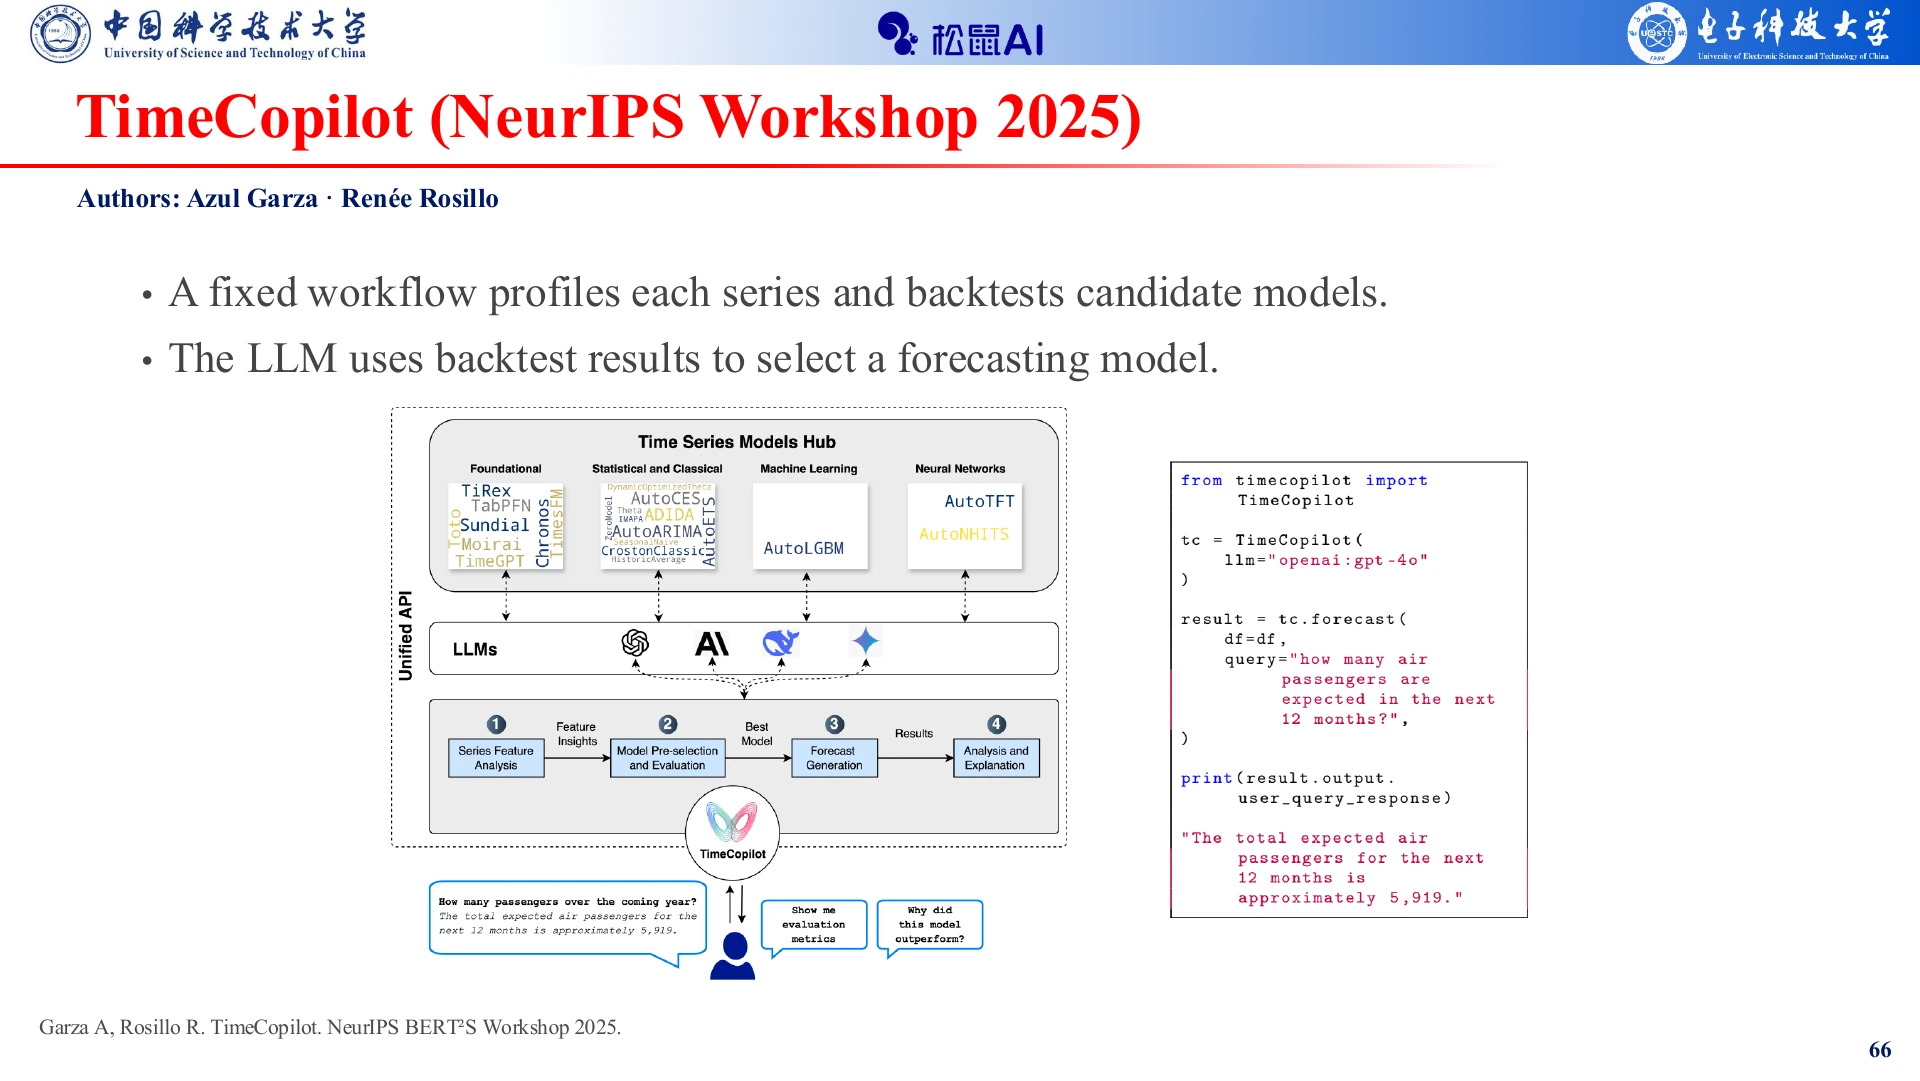 中国科学技术大学
University of Science and Technology of China
松鼠AI
电子科技大学
University of Electronic Science and Technology of China
TimeCopilot (NeurIPS Workshop 2025)
Authors: Azul Garza · Renée Rosillo
• A fixed workflow profiles each series and backtests candidate models.
• The LLM uses backtest results to select a forecasting model.
Unified API
Time Series Models Hub
Foundational
TiRex
TabPFN
Toto
Sundial
Moirai
TimeGPT
Chronos
TimesFM
Statistical and Classical
DynamicOptimizedTheta
AutoCES
ZeroModel
Theta
IMAPA
ADIDA
AutoARIMA
SeasonalNaive
CrostonClassic
HistoricAverage
AutoETS
Machine Learning
AutoLGBM
Neural Networks
AutoTFT
AutoNHITS
LLMs
1
Series Feature
Analysis
Feature
Insights
2
Model Pre-selection
and Evaluation
Best
Model
3
Forecast
Generation
Results
4
Analysis and
Explanation
TimeCopilot
How many passengers over the coming year?
The total expected air passengers for the
next 12 months is approximately 5,919.
Show me
evaluation
metrics
Why did
this model
outperform?
from timecopilot import
TimeCopilot
tc = TimeCopilot(
llm="openai:gpt-4o"
)
result = tc.forecast(
df=df,
query="how many air
passengers are
expected in the next
12 months?",
)
print(result.output.
user_query_response)
"The total expected air
passengers for the next
12 months is
approximately 5,919."
Garza A, Rosillo R. TimeCopilot. NeurIPS BERT²S Workshop 2025.
66